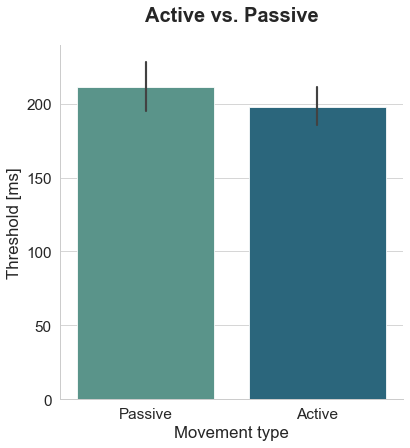 Active vs. Passive
Threshold [ms]
200
150
100
50
0
Passive
Active
Movement type